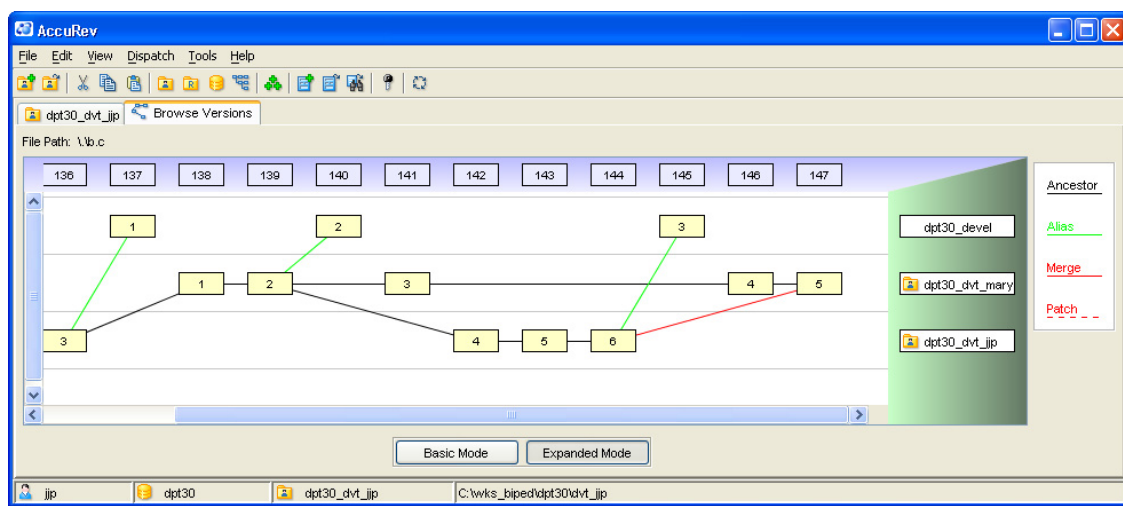 AccuRev
File Edit View Dispatch Tools Help
dpt30_dvt_jjp Browse Versions
File Path: \.\b.c
136 137 138 139 140 141 142 143 144 145 146 147
Ancestor
1 2 3 dpt30_devel Alias
Merge
1 2 3 4 5 dpt30_dvt_mary
Patch
3 4 5 6 dpt30_dvt_jjp
Basic Mode Expanded Mode
jjp dpt30 dpt30_dvt_jjp C:\wks_biped\dpt30\dvt_jjp